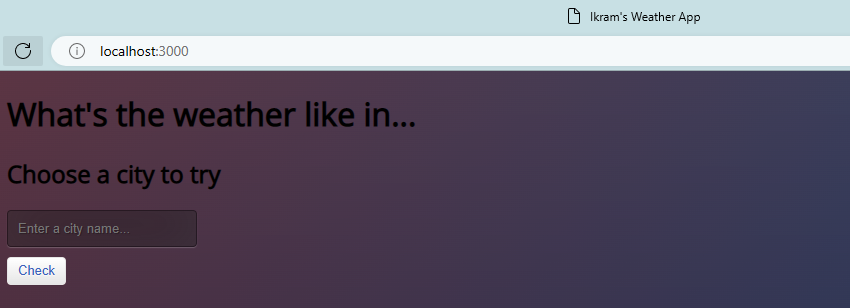 Ikram's Weather App
localhost:3000
What's the weather like in...
Choose a city to try
Enter a city name...
Check